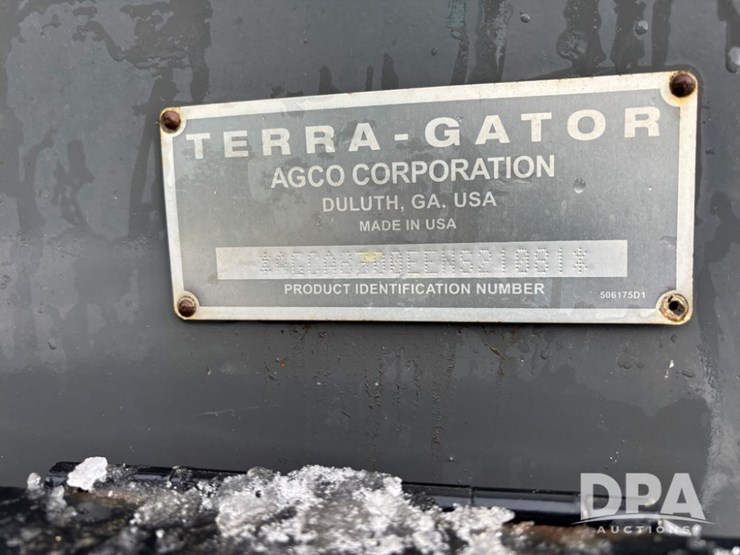 TERRA-GATOR
AGCO CORPORATION
DULUTH, GA. USA
MADE IN USA
PRODUCT IDENTIFICATION NUMBER
506175D1
DPA
AUCTIONS